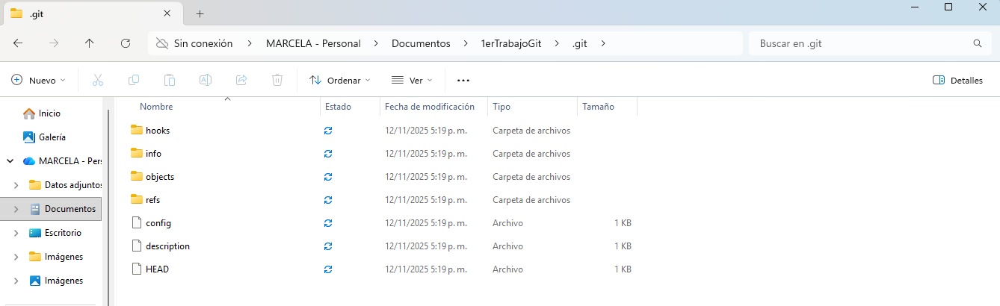 .git
Sin conexión MARCELA - Personal Documentos 1erTrabajoGit .git Buscar en .git
Nuevo Ordenar Ver Detalles
Nombre Estado Fecha de modificación Tipo Tamaño
Inicio
Galería
MARCELA - Pers
Datos adjuntos
Documentos
Escritorio
Imágenes
Imágenes
hooks 12/11/2025 5:19 p. m. Carpeta de archivos
info 12/11/2025 5:19 p. m. Carpeta de archivos
objects 12/11/2025 5:19 p. m. Carpeta de archivos
refs 12/11/2025 5:19 p. m. Carpeta de archivos
config 12/11/2025 5:19 p. m. Archivo 1 KB
description 12/11/2025 5:19 p. m. Archivo 1 KB
HEAD 12/11/2025 5:19 p. m. Archivo 1 KB